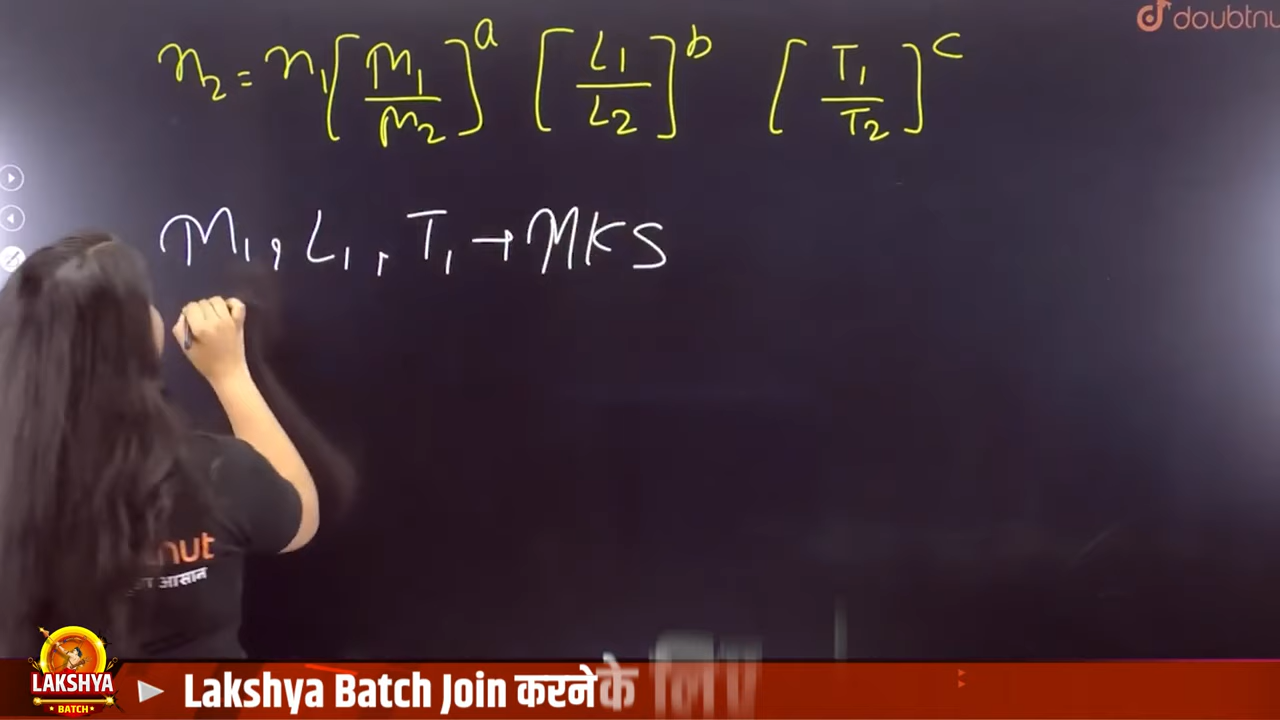 doubtnu
n₂ = n₁ [M₁/M₂]ᵃ [L₁/L₂]ᵇ [T₁/T₂]ᶜ
M₁, L₁, T₁ → MKS
nut
आसान
LAKSHYA
BATCH
Lakshya Batch Join करने के लिए